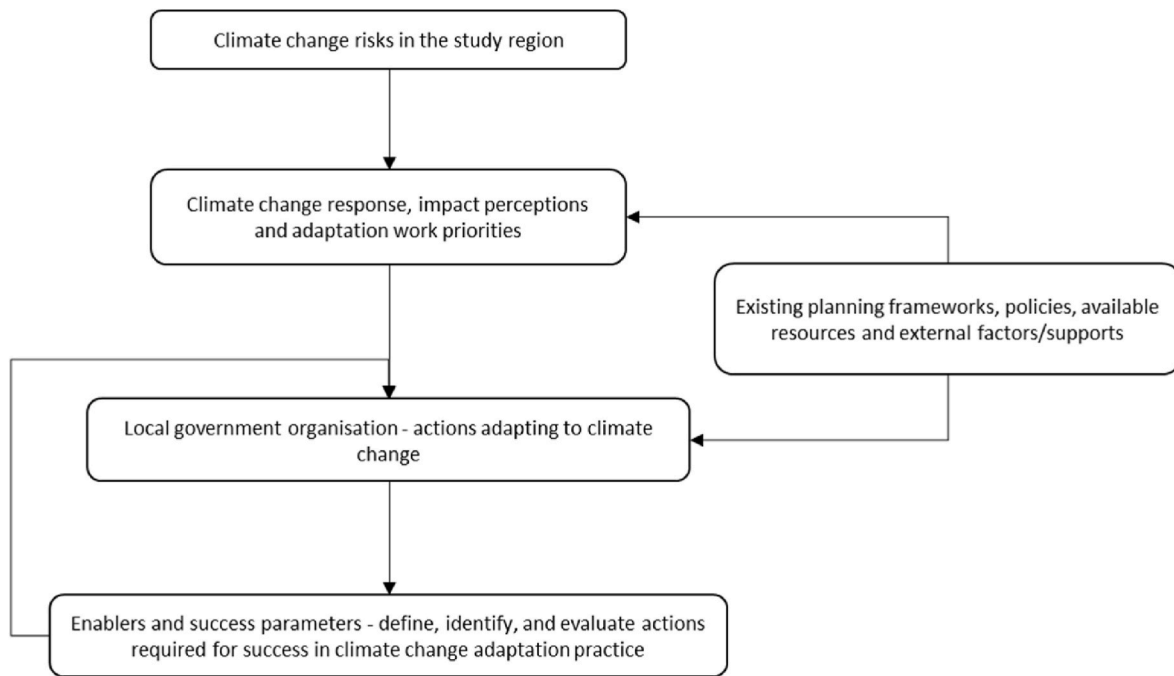 Climate change risks in the study region
Climate change response, impact perceptions
and adaptation work priorities
Existing planning frameworks, policies, available
resources and external factors/supports
Local government organisation - actions adapting to climate
change
Enablers and success parameters - define, identify, and evaluate actions
required for success in climate change adaptation practice